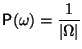 P(ω) = 1/|Ω|